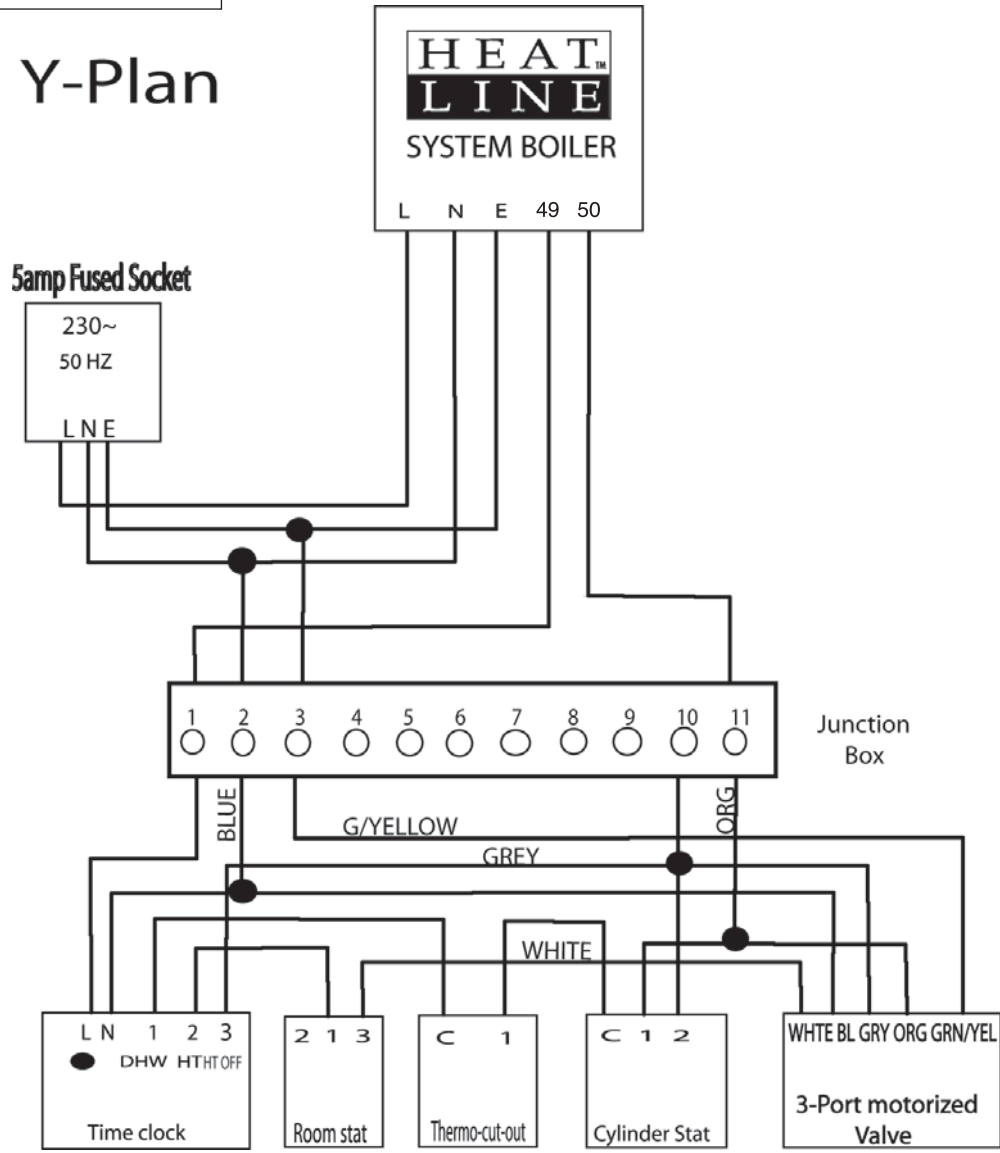 Y-Plan
HEAT™
LINE
SYSTEM BOILER
L N E 49 50
5amp Fused Socket
230~
50 HZ
L N E
1 2 3 4 5 6 7 8 9 10 11
Junction
Box
BLUE
ORG
G/YELLOW
GREY
WHITE
L N 1 2 3
DHW HT HT OFF
Time clock
2 1 3
Room stat
C 1
Thermo-cut-out
C 1 2
Cylinder Stat
WHTE BL GRY ORG GRN/YEL
3-Port motorized
Valve